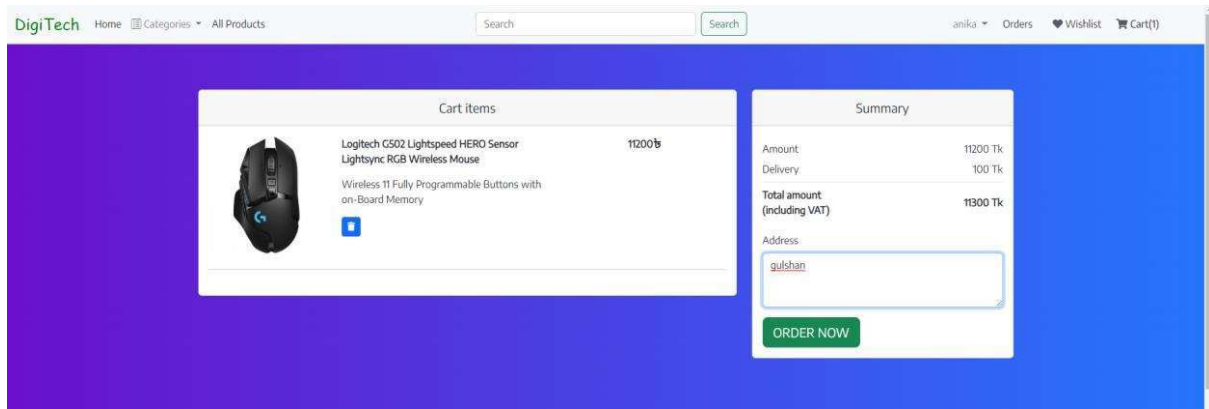 DigiTech Home Categories All Products Search Search anika Orders Wishlist Cart(1)
Cart items
Logitech G502 Lightspeed HERO Sensor
Lightsync RGB Wireless Mouse
11200৳
Wireless 11 Fully Programmable Buttons with
on-Board Memory
Summary
Amount 11200 Tk
Delivery 100 Tk
Total amount
(including VAT)
11300 Tk
Address
gulshan
ORDER NOW